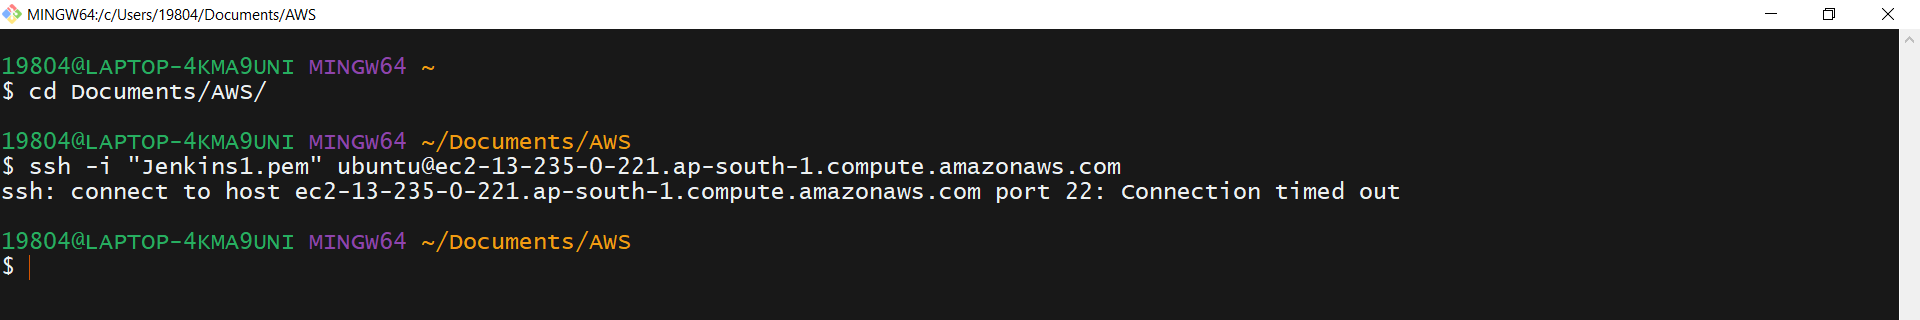 MINGW64:/c/Users/19804/Documents/AWS
19804@LAPTOP-4KMA9UNI MINGW64 ~
$ cd Documents/AWS/
19804@LAPTOP-4KMA9UNI MINGW64 ~/Documents/AWS
$ ssh -i "Jenkins1.pem" ubuntu@ec2-13-235-0-221.ap-south-1.compute.amazonaws.com
ssh: connect to host ec2-13-235-0-221.ap-south-1.compute.amazonaws.com port 22: Connection timed out
19804@LAPTOP-4KMA9UNI MINGW64 ~/Documents/AWS
$